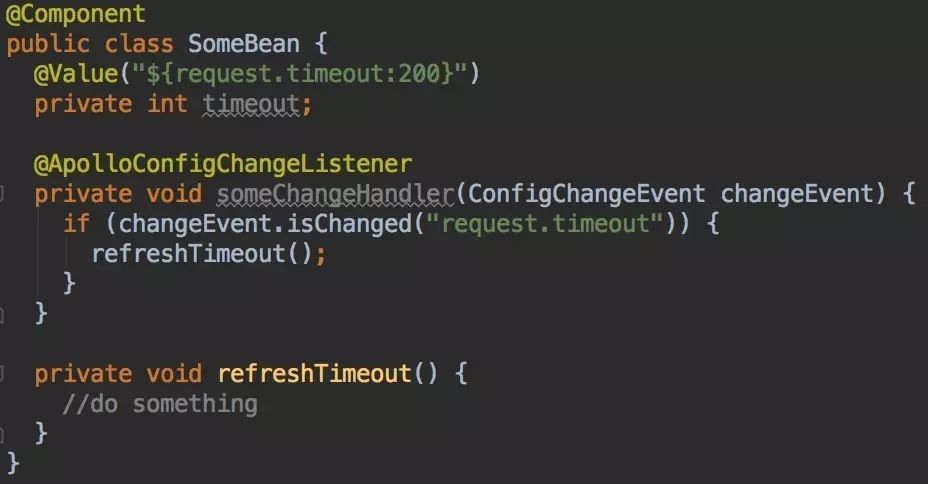 @Component
public class SomeBean {
@Value("${request.timeout:200}")
private int timeout;
@ApolloConfigChangeListener
private void someChangeHandler(ConfigChangeEvent changeEvent) {
if (changeEvent.isChanged("request.timeout")) {
refreshTimeout();
}
}
private void refreshTimeout() {
//do something
}
}